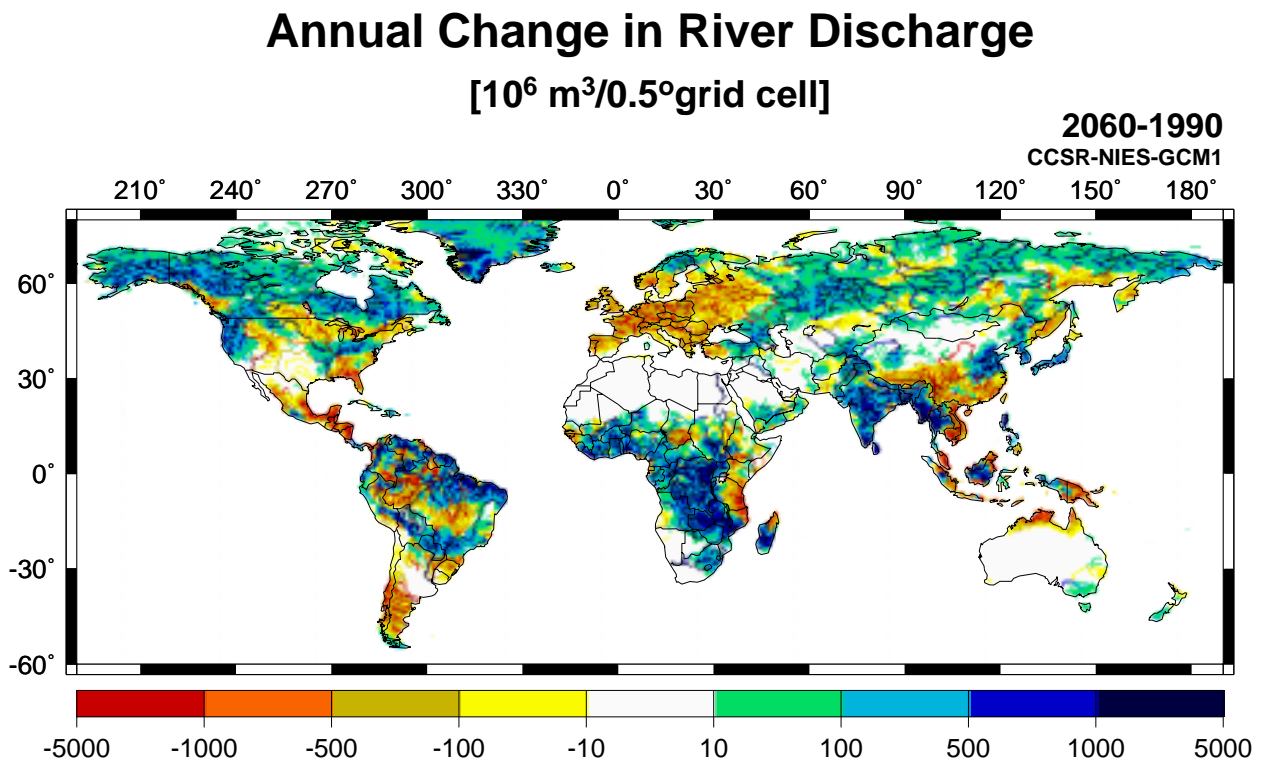 Annual Change in River Discharge
[10⁶ m³/0.5°grid cell]
2060-1990
CCSR-NIES-GCM1
210° 240° 270° 300° 330° 0° 30° 60° 90° 120° 150° 180°
60°
30°
0°
-30°
-60°
-5000 -1000 -500 -100 -10 10 100 500 1000 5000